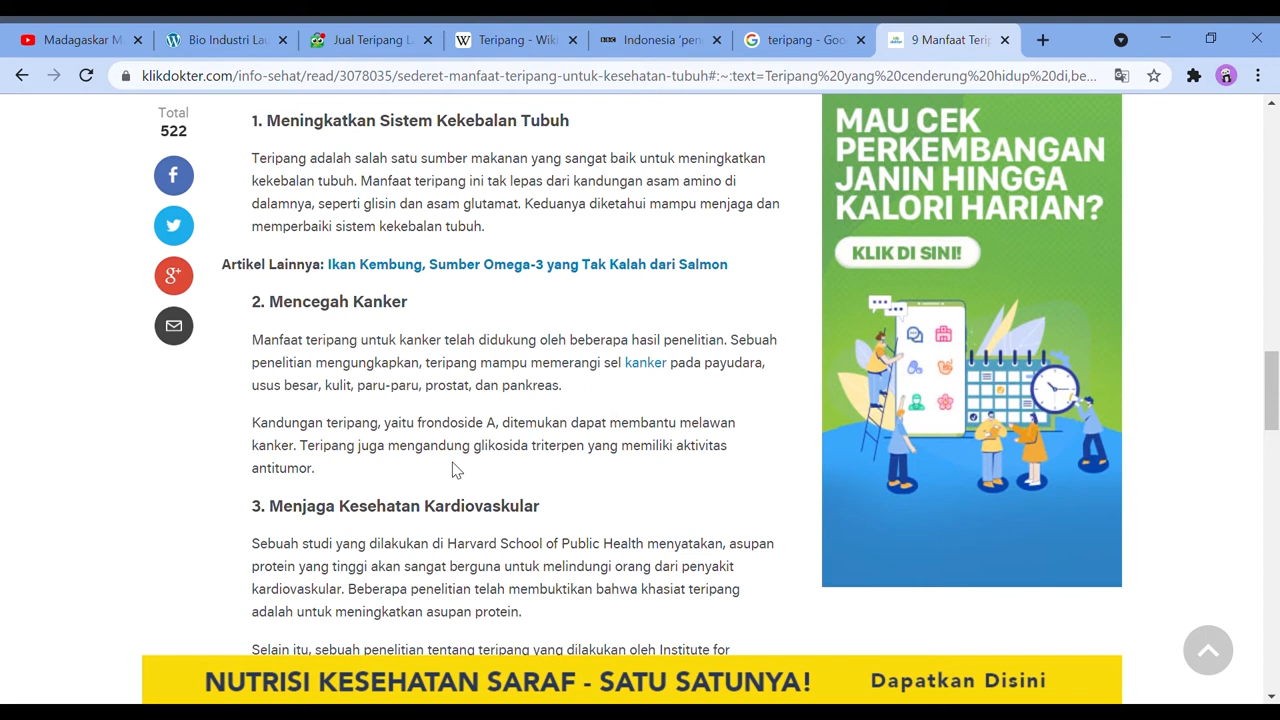 Madagaskar M
Bio Industri Lau
Jual Teripang L
Teripang - Wiki
Indonesia 'pen
teripang - Goo
9 Manfaat Terip
klikdokter.com/info-sehat/read/3078035/sederet-manfaat-teripang-untuk-kesehatan-tubuh#:~:text=Teripang%20yang%20cenderung%20hidup%20di,be...
Total
522
1. Meningkatkan Sistem Kekebalan Tubuh
Teripang adalah salah satu sumber makanan yang sangat baik untuk meningkatkan
kekebalan tubuh. Manfaat teripang ini tak lepas dari kandungan asam amino di
dalamnya, seperti glisin dan asam glutamat. Keduanya diketahui mampu menjaga dan
memperbaiki sistem kekebalan tubuh.
Artikel Lainnya: Ikan Kembung, Sumber Omega-3 yang Tak Kalah dari Salmon
2. Mencegah Kanker
Manfaat teripang untuk kanker telah didukung oleh beberapa hasil penelitian. Sebuah
penelitian mengungkapkan, teripang mampu memerangi sel kanker pada payudara,
usus besar, kulit, paru-paru, prostat, dan pankreas.
Kandungan teripang, yaitu frondoside A, ditemukan dapat membantu melawan
kanker. Teripang juga mengandung glikosida triterpen yang memiliki aktivitas
antitumor.
3. Menjaga Kesehatan Kardiovaskular
Sebuah studi yang dilakukan di Harvard School of Public Health menyatakan, asupan
protein yang tinggi akan sangat berguna untuk melindungi orang dari penyakit
kardiovaskular. Beberapa penelitian telah membuktikan bahwa khasiat teripang
adalah untuk meningkatkan asupan protein.
Selain itu, sebuah penelitian tentang teripang yang dilakukan oleh Institute for
MAU CEK
PERKEMBANGAN
JANIN HINGGA
KALORI HARIAN?
KLIK DI SINI!
NUTRISI KESEHATAN SARAF - SATU SATUNYA!
Dapatkan Disini